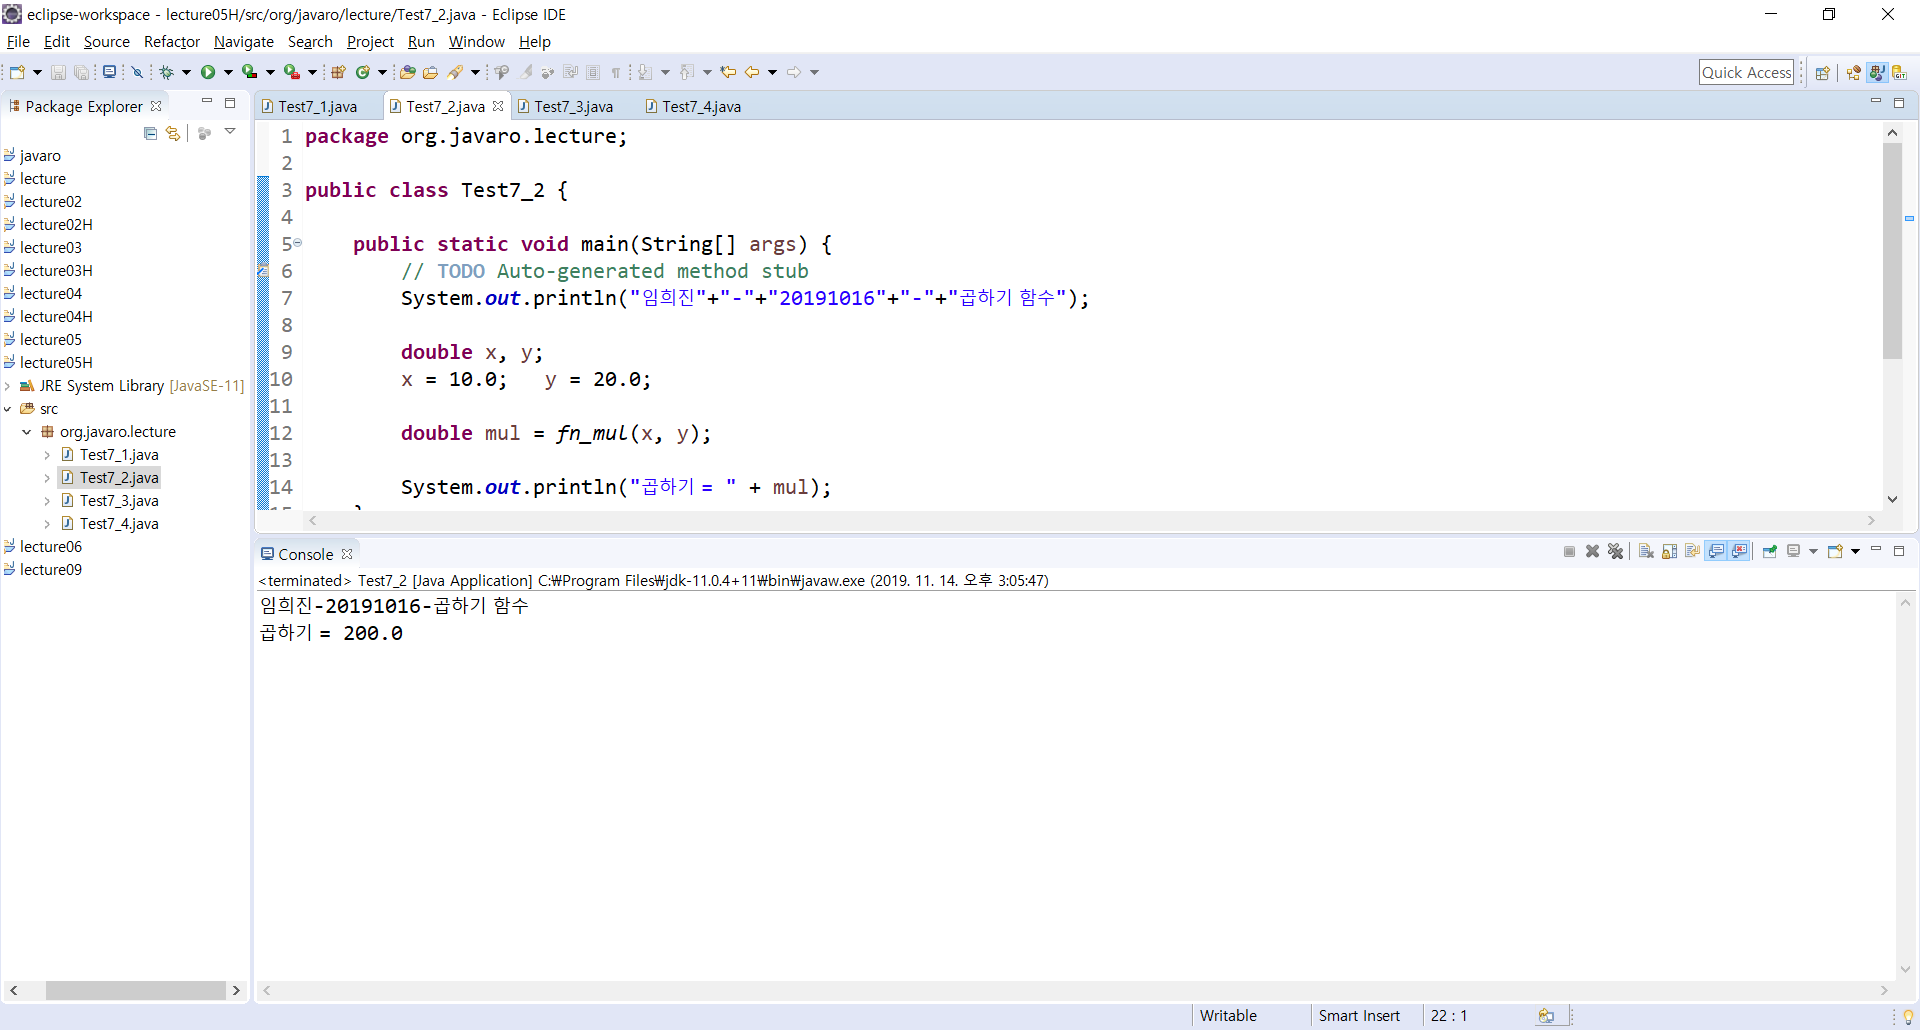 eclipse-workspace - lecture05H/src/org/javaro/lecture/Test7_2.java - Eclipse IDE
File Edit Source Refactor Navigate Search Project Run Window Help
Quick Access
Package Explorer
javaro
lecture
lecture02
lecture02H
lecture03
lecture03H
lecture04
lecture04H
lecture05
lecture05H
JRE System Library [JavaSE-11]
src
org.javaro.lecture
Test7_1.java
Test7_2.java
Test7_3.java
Test7_4.java
lecture06
lecture09
Test7_1.java Test7_2.java Test7_3.java Test7_4.java
1 package org.javaro.lecture;
2
3 public class Test7_2 {
4
5 public static void main(String[] args) {
6 // TODO Auto-generated method stub
7 System.out.println("임희진"+"-"+"20191016"+"-"+"곱하기 함수");
8
9 double x, y;
10 x = 10.0; y = 20.0;
11
12 double mul = fn_mul(x, y);
13
14 System.out.println("곱하기 = " + mul);
Console
<terminated> Test7_2 [Java Application] C:₩Program Files₩jdk-11.0.4+11₩bin₩javaw.exe (2019. 11. 14. 오후 3:05:47)
임희진-20191016-곱하기 함수
곱하기 = 200.0
Writable Smart Insert 22 : 1